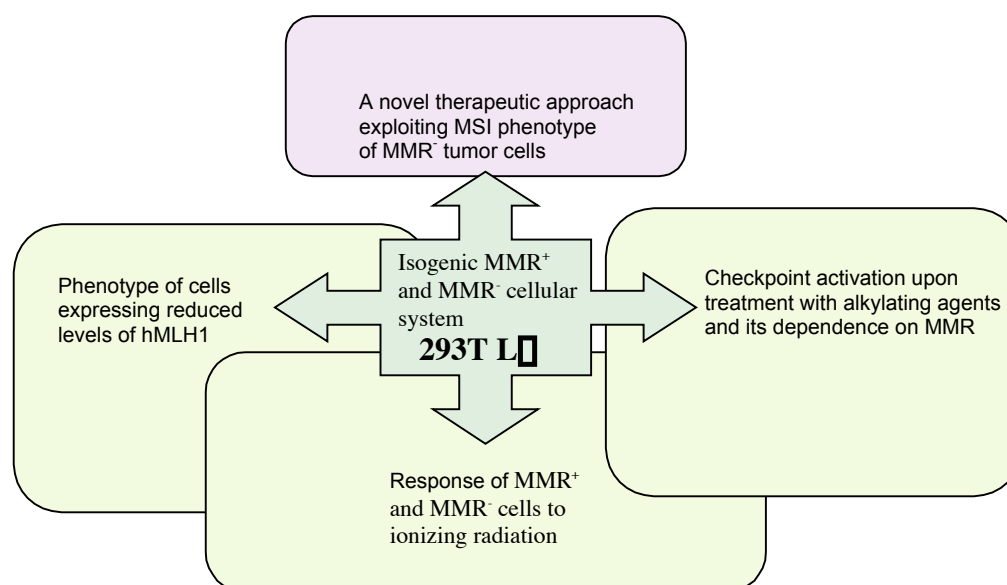 A novel therapeutic approach
exploiting MSI phenotype
of MMR⁻ tumor cells
Isogenic MMR⁺
and MMR⁻ cellular
system
293T L▯
Phenotype of cells
expressing reduced
levels of hMLH1
Checkpoint activation upon
treatment with alkylating agents
and its dependence on MMR
Response of MMR⁺
and MMR⁻ cells to
ionizing radiation